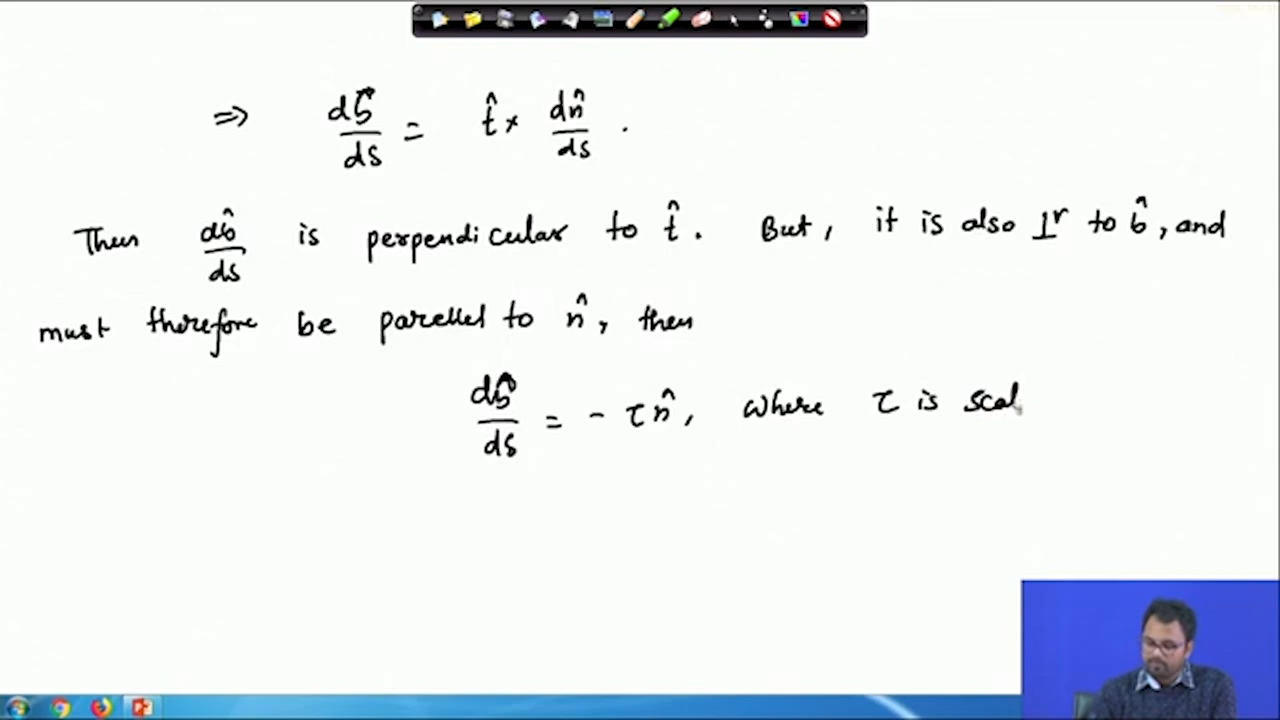 ⇒ db̂/ds = t̂ × dn̂/ds .
Then db̂/ds is perpendicular to t̂. But, it is also ⊥r to b̂, and
must therefore be parellel to n̂, then
db̂/ds = - τ n̂, where τ is scal